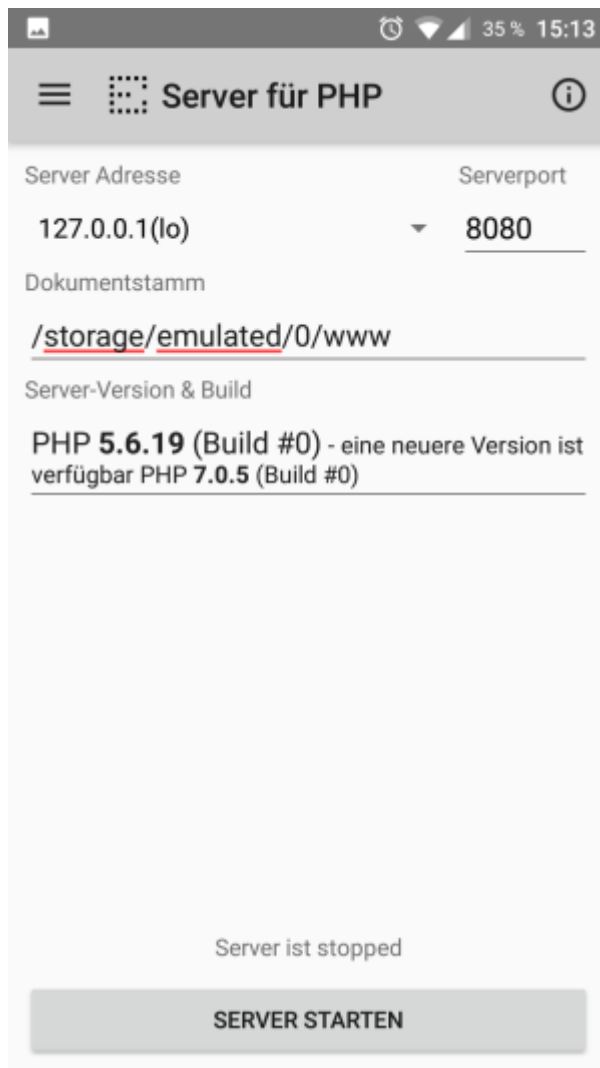 35 % 15:13
Server für PHP
Server Adresse Serverport
127.0.0.1(lo) 8080
Dokumentstamm
/storage/emulated/0/www
Server-Version & Build
PHP 5.6.19 (Build #0) - eine neuere Version ist
verfügbar PHP 7.0.5 (Build #0)
Server ist stopped
SERVER STARTEN